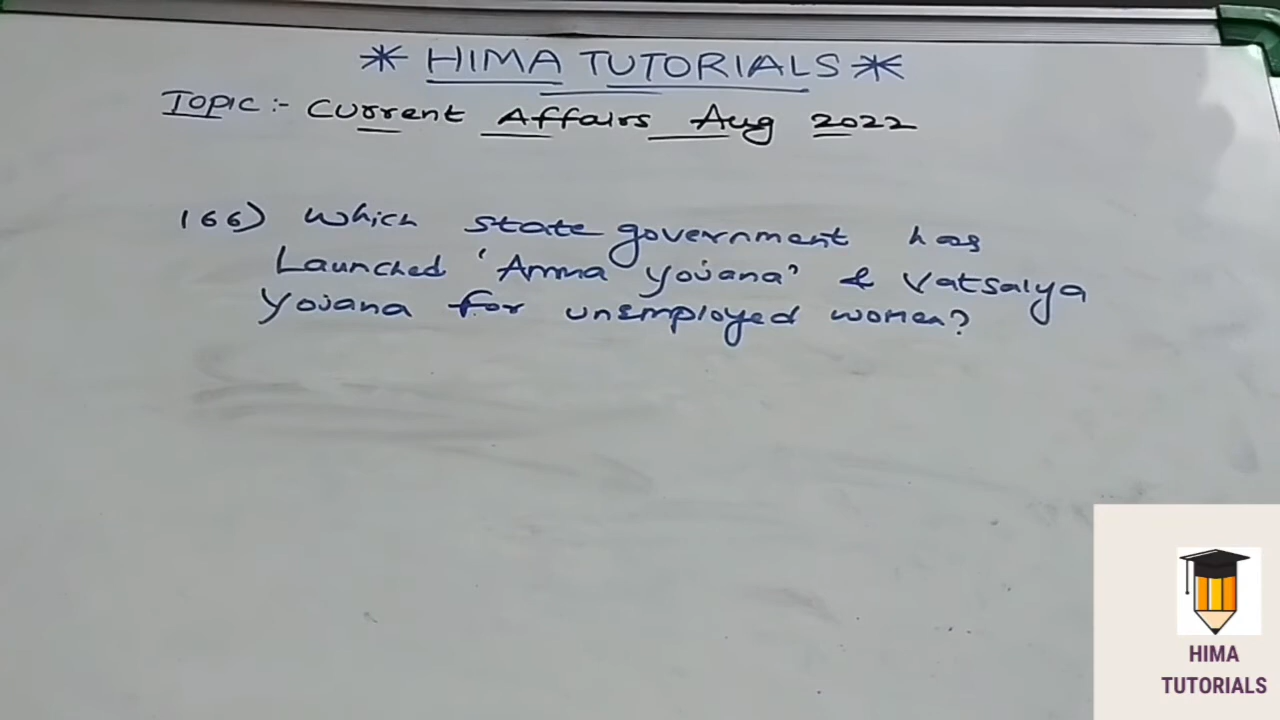 * HIMA TUTORIALS *
Topic:- Current Affairs Aug 2022
166) Which state government has
Launched 'Amma Yojana' & Vatsalya
Yojana for unemployed women?
HIMA
TUTORIALS